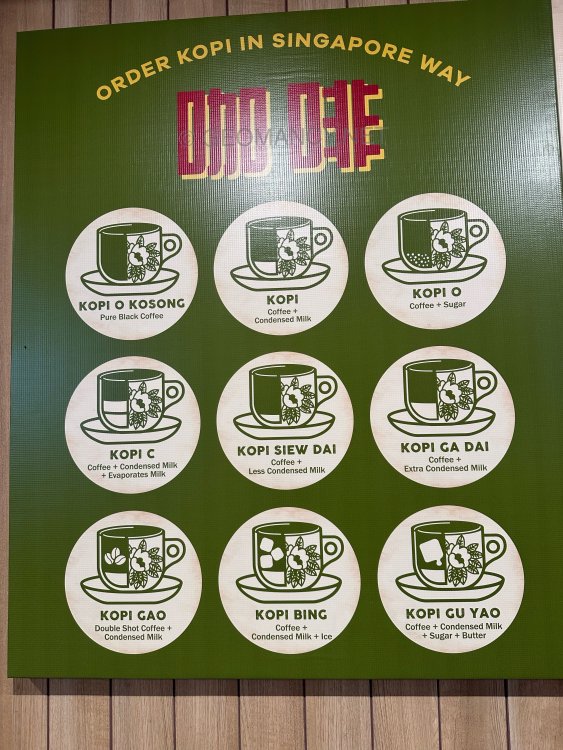 ORDER KOPI IN SINGAPORE WAY
咖啡
KOPI O KOSONG
Pure Black Coffee
KOPI
Coffee +
Condensed Milk
KOPI O
Coffee + Sugar
KOPI C
Coffee + Condensed Milk
+ Evaporates Milk
KOPI SIEW DAI
Coffee +
Less Condensed Milk
KOPI GA DAI
Coffee +
Extra Condensed Milk
KOPI GAO
Double Shot Coffee +
Condensed Milk
KOPI BING
Coffee +
Condensed Milk + Ice
KOPI GU YAO
Coffee + Condensed Milk
+ Sugar + Butter